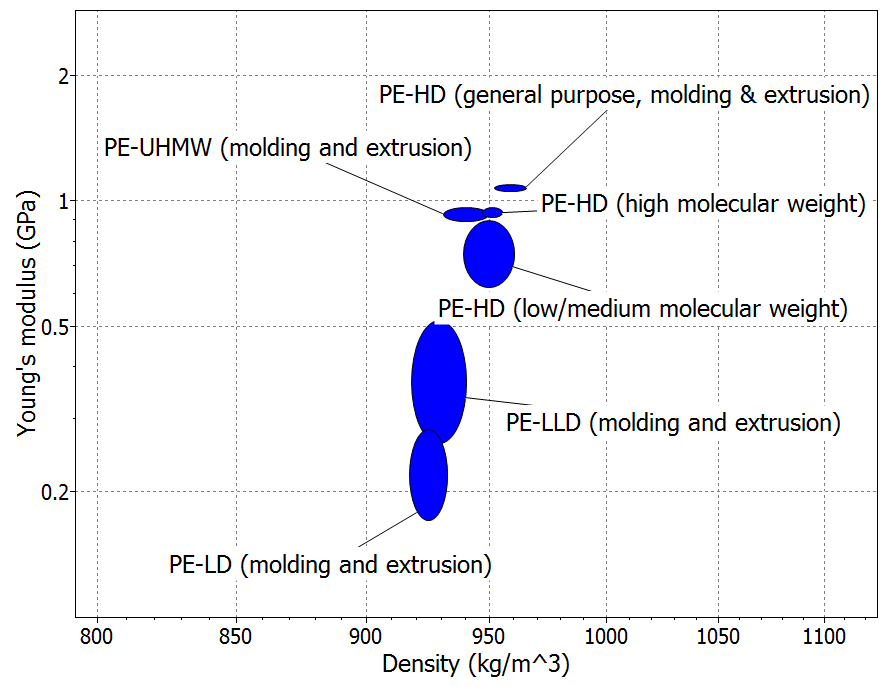 2
PE-HD (general purpose, molding & extrusion)
PE-UHMW (molding and extrusion)
1
PE-HD (high molecular weight)
PE-HD (low/medium molecular weight)
0.5
PE-LLD (molding and extrusion)
0.2
PE-LD (molding and extrusion)
Young's modulus (GPa)
800 850 900 950 1000 1050 1100
Density (kg/m^3)